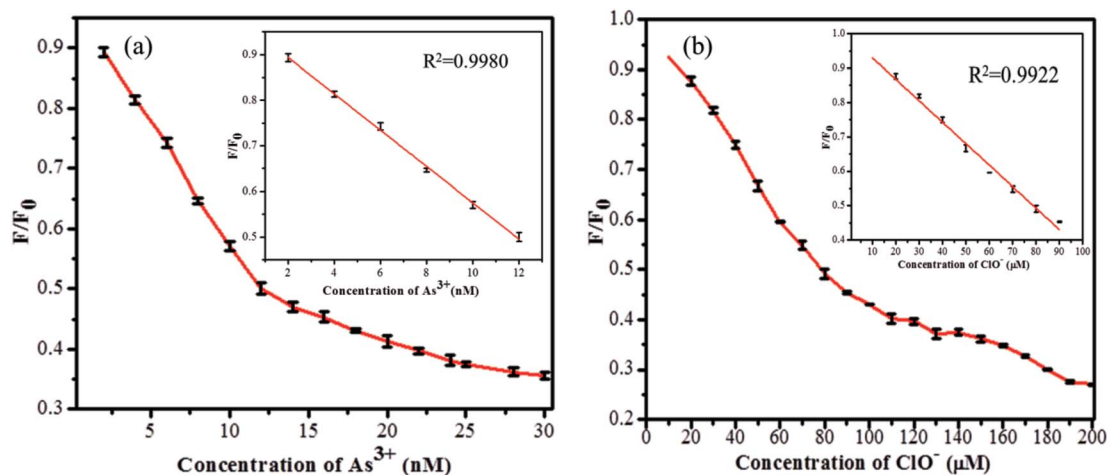 (a)
R²=0.9980
F/F₀
0.9
0.8
0.7
0.6
0.5
0.4
0.3
5 10 15 20 25 30
Concentration of As³⁺ (nM)
F/F₀
0.9
0.8
0.7
0.6
0.5
2 4 6 8 10 12
Concentration of As³⁺(nM)
(b)
R²=0.9922
F/F₀
1.0
0.9
0.8
0.7
0.6
0.5
0.4
0.3
0.2
0 20 40 60 80 100 120 140 160 180 200
Concentration of ClO⁻ (μM)
F/F₀
1.0
0.9
0.8
0.7
0.6
0.5
0.4
10 20 30 40 50 60 70 80 90 100
Concentration of ClO⁻ (μM)